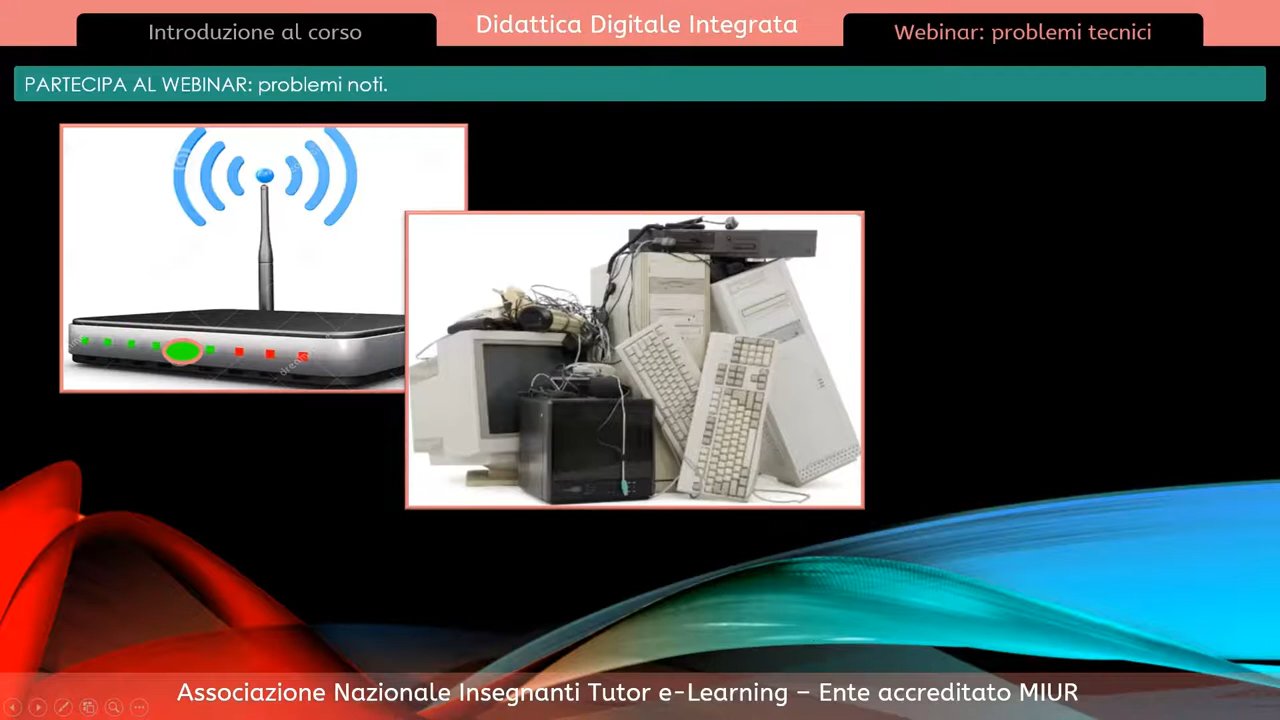 Introduzione al corso
Didattica Digitale Integrata
Webinar: problemi tecnici
PARTECIPA AL WEBINAR: problemi noti.
Associazione Nazionale Insegnanti Tutor e-Learning – Ente accreditato MIUR